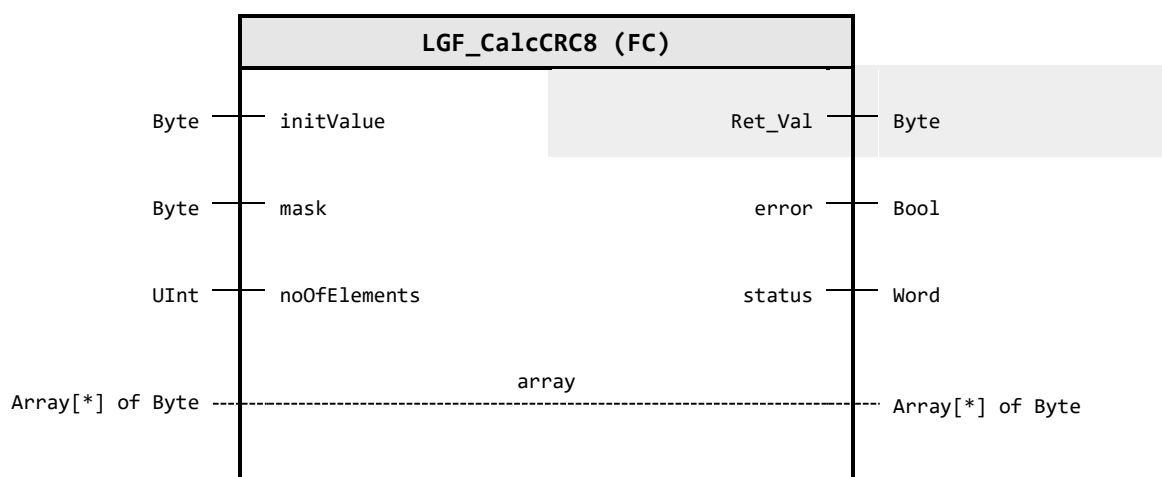 LGF_CalcCRC8 (FC)
Byte initValue Ret_Val Byte
Byte mask error Bool
UInt noOfElements status Word
array
Array[*] of Byte Array[*] of Byte